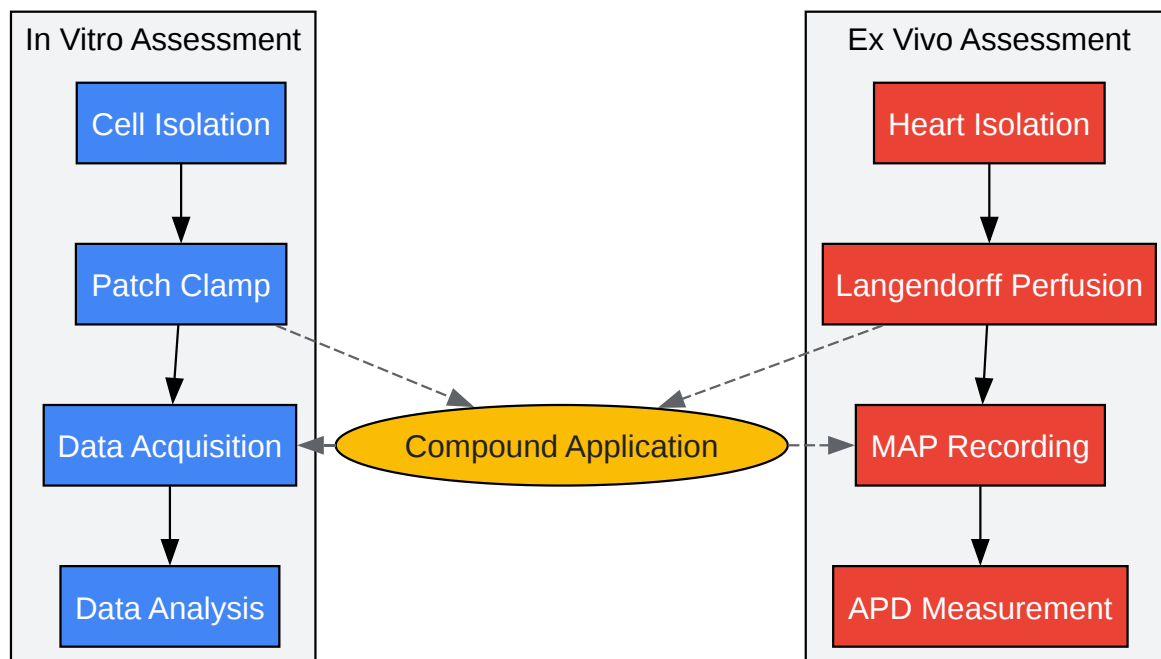 In Vitro Assessment
Cell Isolation
Patch Clamp
Data Acquisition
Data Analysis
Compound Application
Ex Vivo Assessment
Heart Isolation
Langendorff Perfusion
MAP Recording
APD Measurement